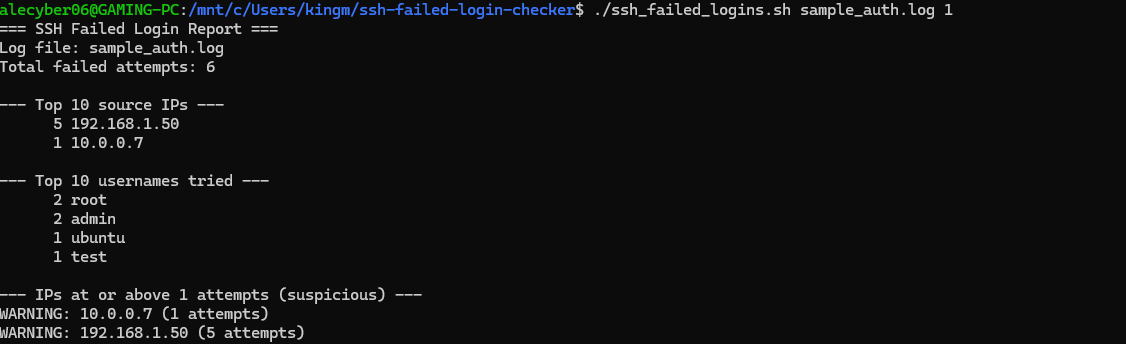 alecyber06@GAMING-PC:/mnt/c/Users/kingm/ssh-failed-login-checker$ ./ssh_failed_logins.sh sample_auth.log 1
=== SSH Failed Login Report ===
Log file: sample_auth.log
Total failed attempts: 6

--- Top 10 source IPs ---
      5 192.168.1.50
      1 10.0.0.7

--- Top 10 usernames tried ---
      2 root
      2 admin
      1 ubuntu
      1 test

--- IPs at or above 1 attempts (suspicious) ---
WARNING: 10.0.0.7 (1 attempts)
WARNING: 192.168.1.50 (5 attempts)